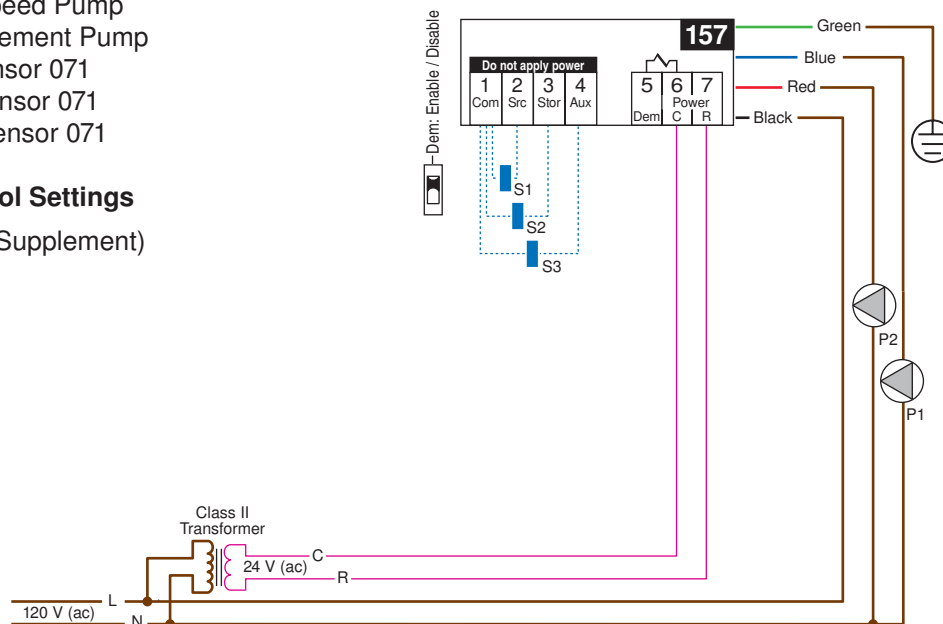 eed Pump
ement Pump
nsor 071
nsor 071
ensor 071
ol Settings
Supplement)
Dem: Enable / Disable
157
Do not apply power
1 2 3 4
Com Src Stor Aux
5 6 7
Power
Dem C R
Green
Blue
Red
Black
S1
S2
S3
P2
P1
Class II
Transformer
C
24 V (ac)
R
L
120 V (ac)
N